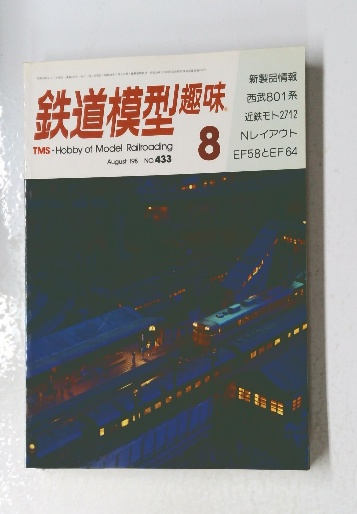 鉄道模型趣味
TMS・Hobby of Model Railroading
August 198 NO.433
8
新製品情報
西武801系
近鉄モト2712
Nレイアウト
EF58とEF64